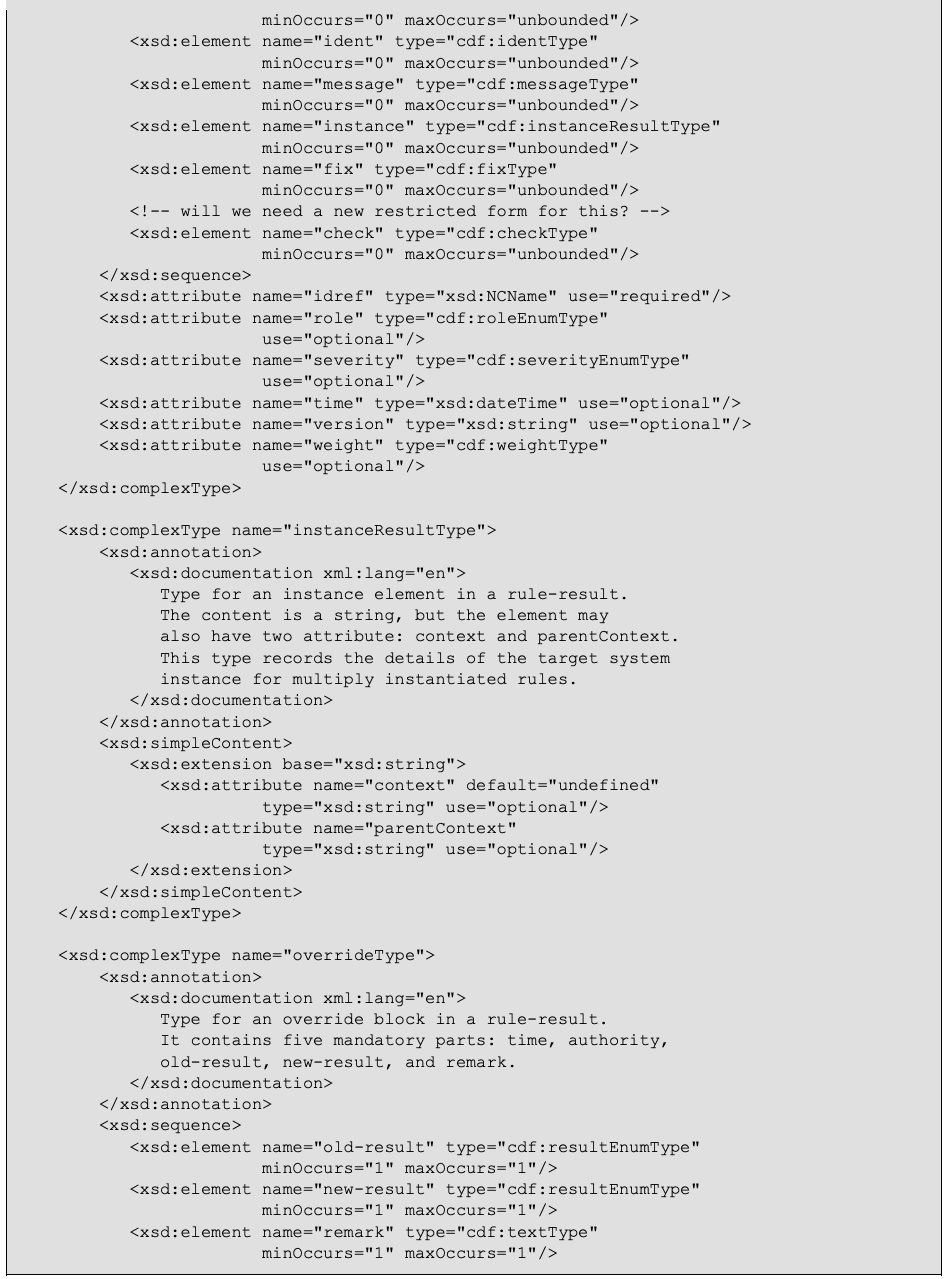 minOccurs="0" maxOccurs="unbounded"/>
<xsd:element name="ident" type="cdf:identType"
minOccurs="0" maxOccurs="unbounded"/>
<xsd:element name="message" type="cdf:messageType"
minOccurs="0" maxOccurs="unbounded"/>
<xsd:element name="instance" type="cdf:instanceResultType"
minOccurs="0" maxOccurs="unbounded"/>
<xsd:element name="fix" type="cdf:fixType"
minOccurs="0" maxOccurs="unbounded"/>
<!-- will we need a new restricted form for this? -->
<xsd:element name="check" type="cdf:checkType"
minOccurs="0" maxOccurs="unbounded"/>
</xsd:sequence>
<xsd:attribute name="idref" type="xsd:NCName" use="required"/>
<xsd:attribute name="role" type="cdf:roleEnumType"
use="optional"/>
<xsd:attribute name="severity" type="cdf:severityEnumType"
use="optional"/>
<xsd:attribute name="time" type="xsd:dateTime" use="optional"/>
<xsd:attribute name="version" type="xsd:string" use="optional"/>
<xsd:attribute name="weight" type="cdf:weightType"
use="optional"/>
</xsd:complexType>
<xsd:complexType name="instanceResultType">
<xsd:annotation>
<xsd:documentation xml:lang="en">
Type for an instance element in a rule-result.
The content is a string, but the element may
also have two attribute: context and parentContext.
This type records the details of the target system
instance for multiply instantiated rules.
</xsd:documentation>
</xsd:annotation>
<xsd:simpleContent>
<xsd:extension base="xsd:string">
<xsd:attribute name="context" default="undefined"
type="xsd:string" use="optional"/>
<xsd:attribute name="parentContext"
type="xsd:string" use="optional"/>
</xsd:extension>
</xsd:simpleContent>
</xsd:complexType>
<xsd:complexType name="overrideType">
<xsd:annotation>
<xsd:documentation xml:lang="en">
Type for an override block in a rule-result.
It contains five mandatory parts: time, authority,
old-result, new-result, and remark.
</xsd:documentation>
</xsd:annotation>
<xsd:sequence>
<xsd:element name="old-result" type="cdf:resultEnumType"
minOccurs="1" maxOccurs="1"/>
<xsd:element name="new-result" type="cdf:resultEnumType"
minOccurs="1" maxOccurs="1"/>
<xsd:element name="remark" type="cdf:textType"
minOccurs="1" maxOccurs="1"/>